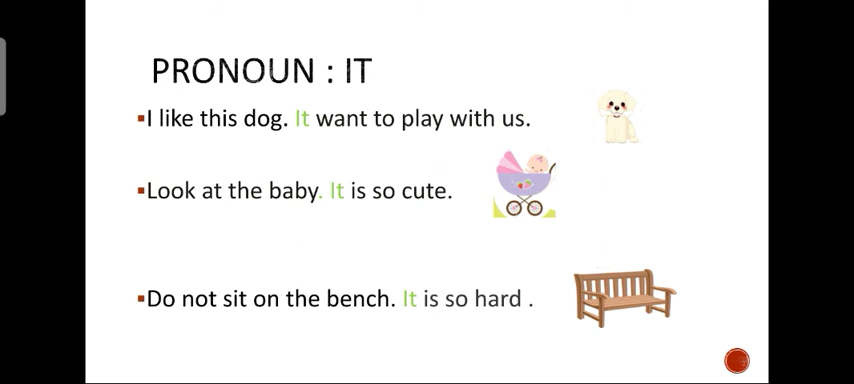 PRONOUN : IT
▪I like this dog. It want to play with us.
▪Look at the baby. It is so cute.
▪Do not sit on the bench. It is so hard .